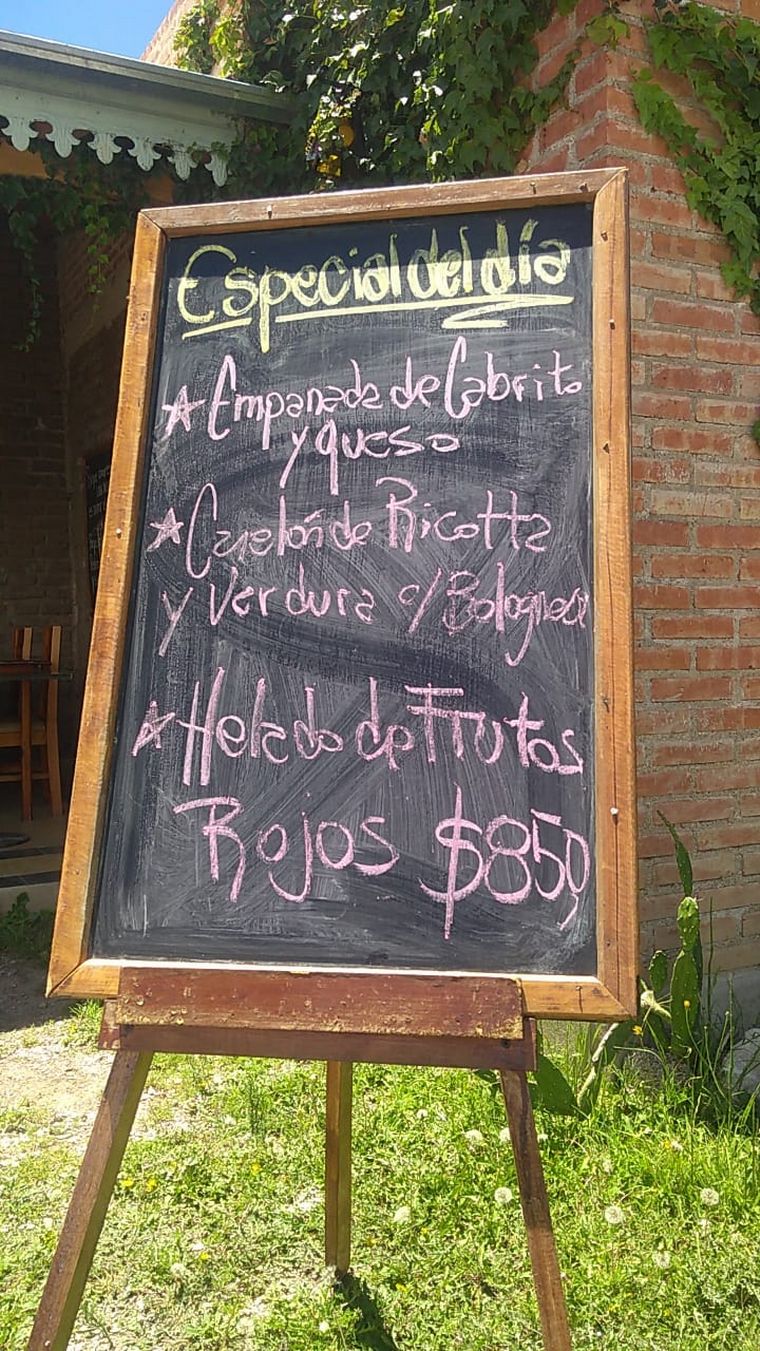 Especial del día
☆ Empanada de Cabrito
y queso
☆ Canelón de Ricotta
y Verdura c/ Bolognesa
☆ Helado de Frutos
Rojos $850